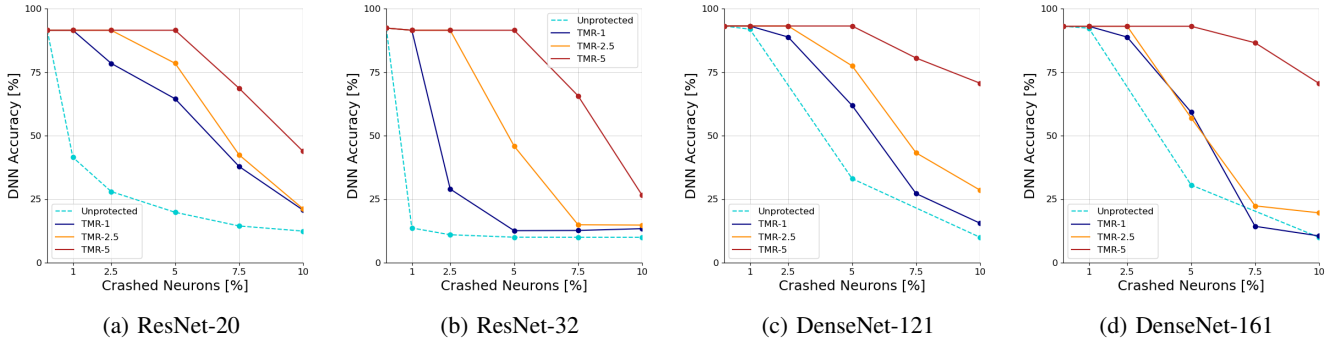 100
75
50
25
0
DNN Accuracy [%]
Unprotected
TMR-1
TMR-2.5
TMR-5
1 2.5 5 7.5 10
Crashed Neurons [%]
(a) ResNet-20
100
75
50
25
0
DNN Accuracy [%]
Unprotected
TMR-1
TMR-2.5
TMR-5
1 2.5 5 7.5 10
Crashed Neurons [%]
(b) ResNet-32
100
75
50
25
0
DNN Accuracy [%]
Unprotected
TMR-1
TMR-2.5
TMR-5
1 2.5 5 7.5 10
Crashed Neurons [%]
(c) DenseNet-121
100
75
50
25
0
DNN Accuracy [%]
Unprotected
TMR-1
TMR-2.5
TMR-5
1 2.5 5 7.5 10
Crashed Neurons [%]
(d) DenseNet-161